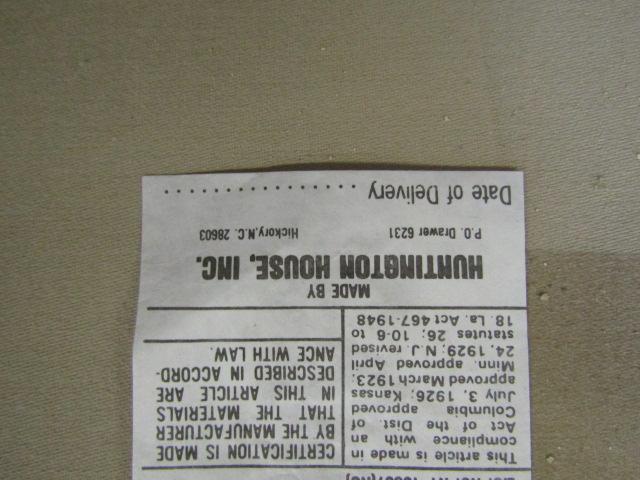 This article is made in
compliance with an
Act of the Dist. of
Columbia approved
July 3, 1926; Kansas
approved March 1923;
Minn. approved April
24, 1929; N.J. revised
statutes 26; 10-6 to
18. La. Act 467-1948
CERTIFICATION IS MADE
BY THE MANUFACTURER
THAT THE MATERIALS
IN THIS ARTICLE ARE
DESCRIBED IN ACCORD-
ANCE WITH LAW.
MADE BY
HUNTINGTON HOUSE, INC.
P.O. Drawer 6231 Hickory, N.C. 28603
Date of Delivery ....................